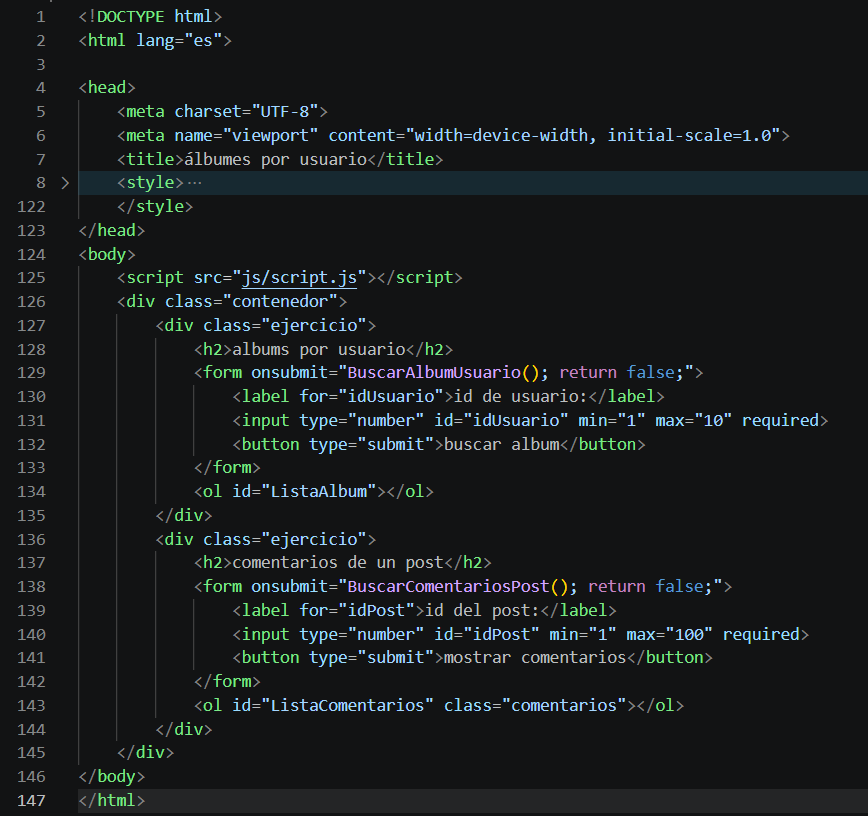 1 <!DOCTYPE html>
2 <html lang="es">
3
4 <head>
5 <meta charset="UTF-8">
6 <meta name="viewport" content="width=device-width, initial-scale=1.0">
7 <title>álbumes por usuario</title>
8 > <style>···
122 </style>
123 </head>
124 <body>
125 <script src="js/script.js"></script>
126 <div class="contenedor">
127 <div class="ejercicio">
128 <h2>albums por usuario</h2>
129 <form onsubmit="BuscarAlbumUsuario(); return false;">
130 <label for="idUsuario">id de usuario:</label>
131 <input type="number" id="idUsuario" min="1" max="10" required>
132 <button type="submit">buscar album</button>
133 </form>
134 <ol id="ListaAlbum"></ol>
135 </div>
136 <div class="ejercicio">
137 <h2>comentarios de un post</h2>
138 <form onsubmit="BuscarComentariosPost(); return false;">
139 <label for="idPost">id del post:</label>
140 <input type="number" id="idPost" min="1" max="100" required>
141 <button type="submit">mostrar comentarios</button>
142 </form>
143 <ol id="ListaComentarios" class="comentarios"></ol>
144 </div>
145 </div>
146 </body>
147 </html>